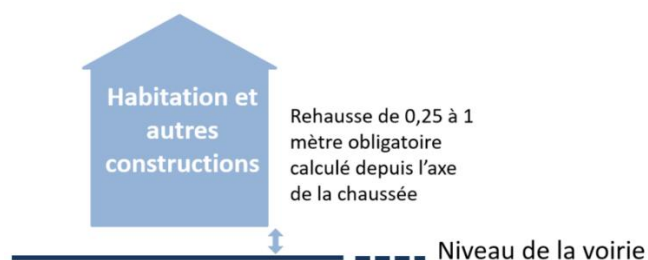 Habitation et
autres
constructions
Rehausse de 0,25 à 1
mètre obligatoire
calculé depuis l’axe
de la chaussée
Niveau de la voirie